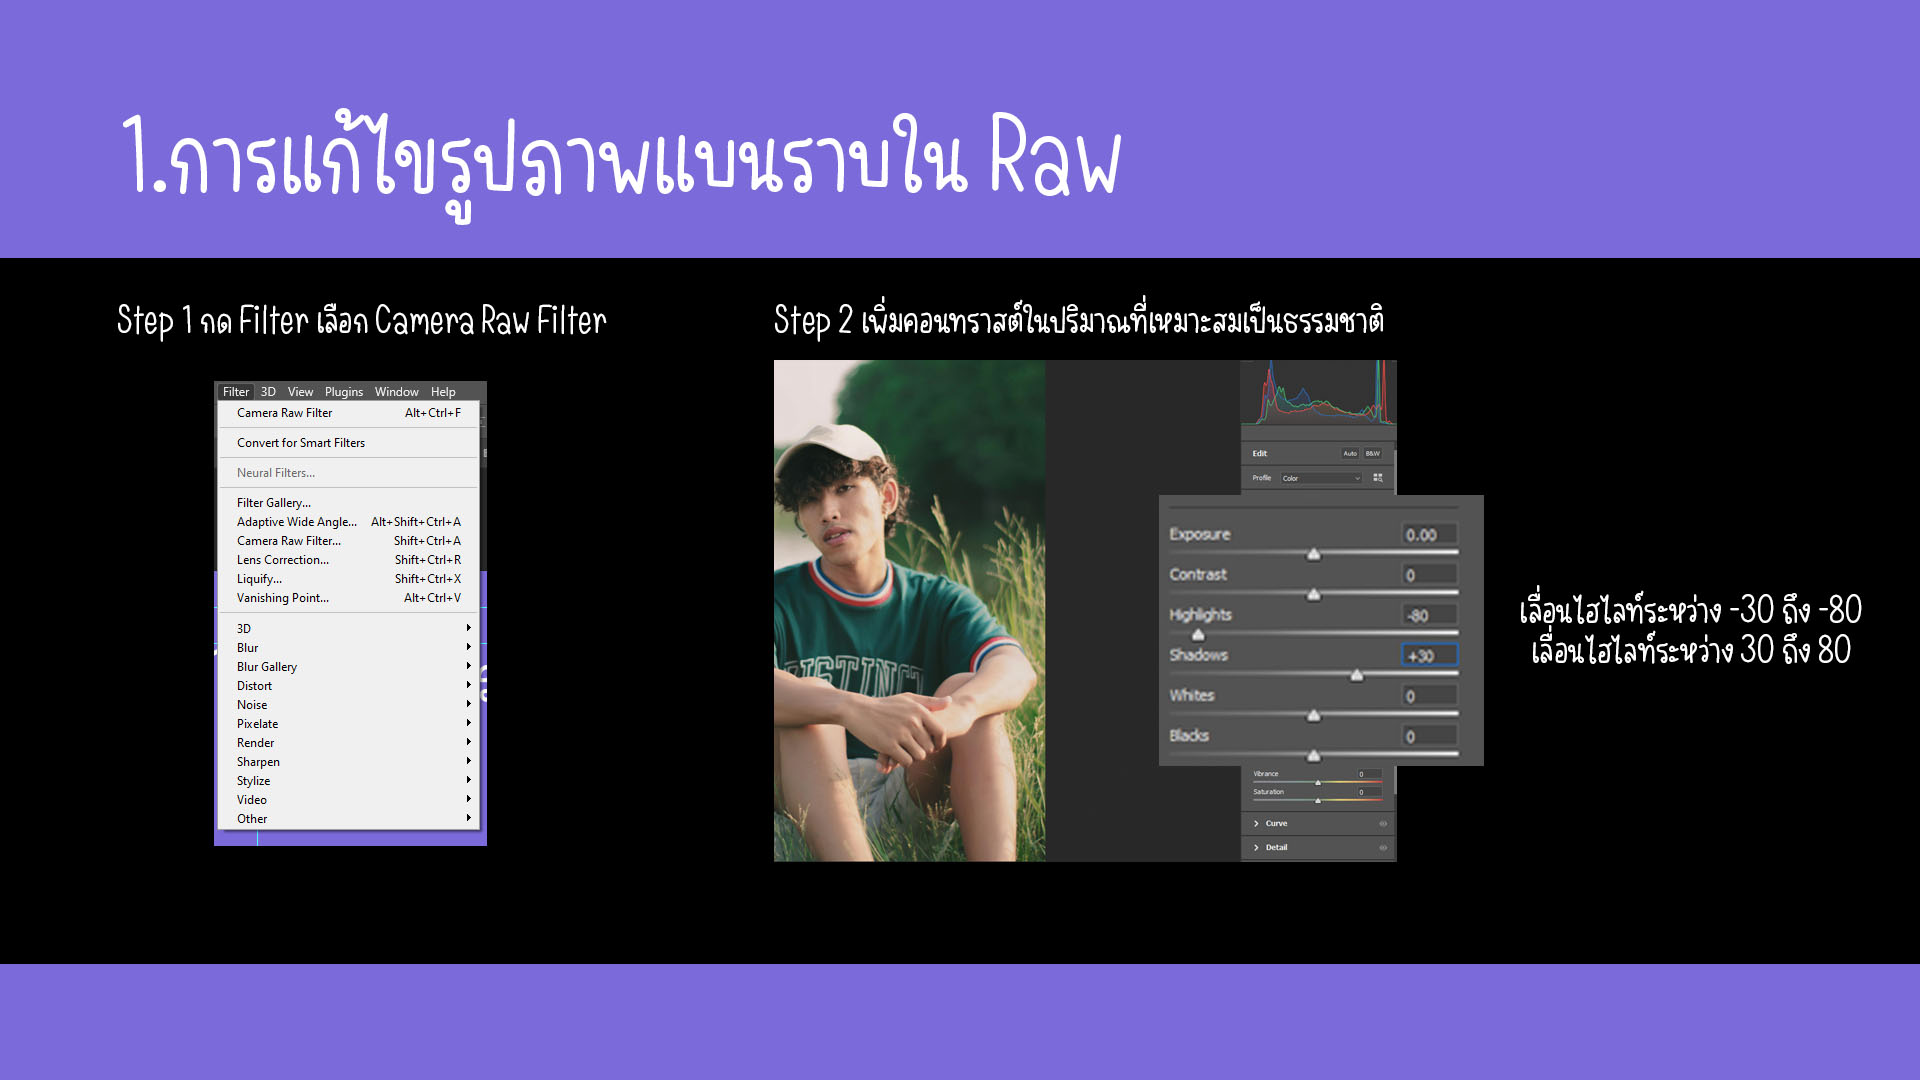 1.การแก้ไขรูปภาพแบนราบใน Raw
Step 1 กด Filter เลือก Camera Raw Filter
Filter 3D View Plugins Window Help
Camera Raw Filter Alt+Ctrl+F
Convert for Smart Filters
Neural Filters...
Filter Gallery...
Adaptive Wide Angle... Alt+Shift+Ctrl+A
Camera Raw Filter... Shift+Ctrl+A
Lens Correction... Shift+Ctrl+R
Liquify... Shift+Ctrl+X
Vanishing Point... Alt+Ctrl+V
3D
Blur
Blur Gallery
Distort
Noise
Pixelate
Render
Sharpen
Stylize
Video
Other
Step 2 เพิ่มคอนทราสต์ในปริมาณที่เหมาะสมเป็นธรรมชาติ
Edit Auto B&W
Profile Color
Exposure 0.00
Contrast 0
Highlights -80
Shadows +30
Whites 0
Blacks 0
Vibrance 0
Saturation 0
Curve
Detail
เลื่อนไฮไลท์ระหว่าง -30 ถึง -80
เลื่อนไฮไลท์ระหว่าง 30 ถึง 80